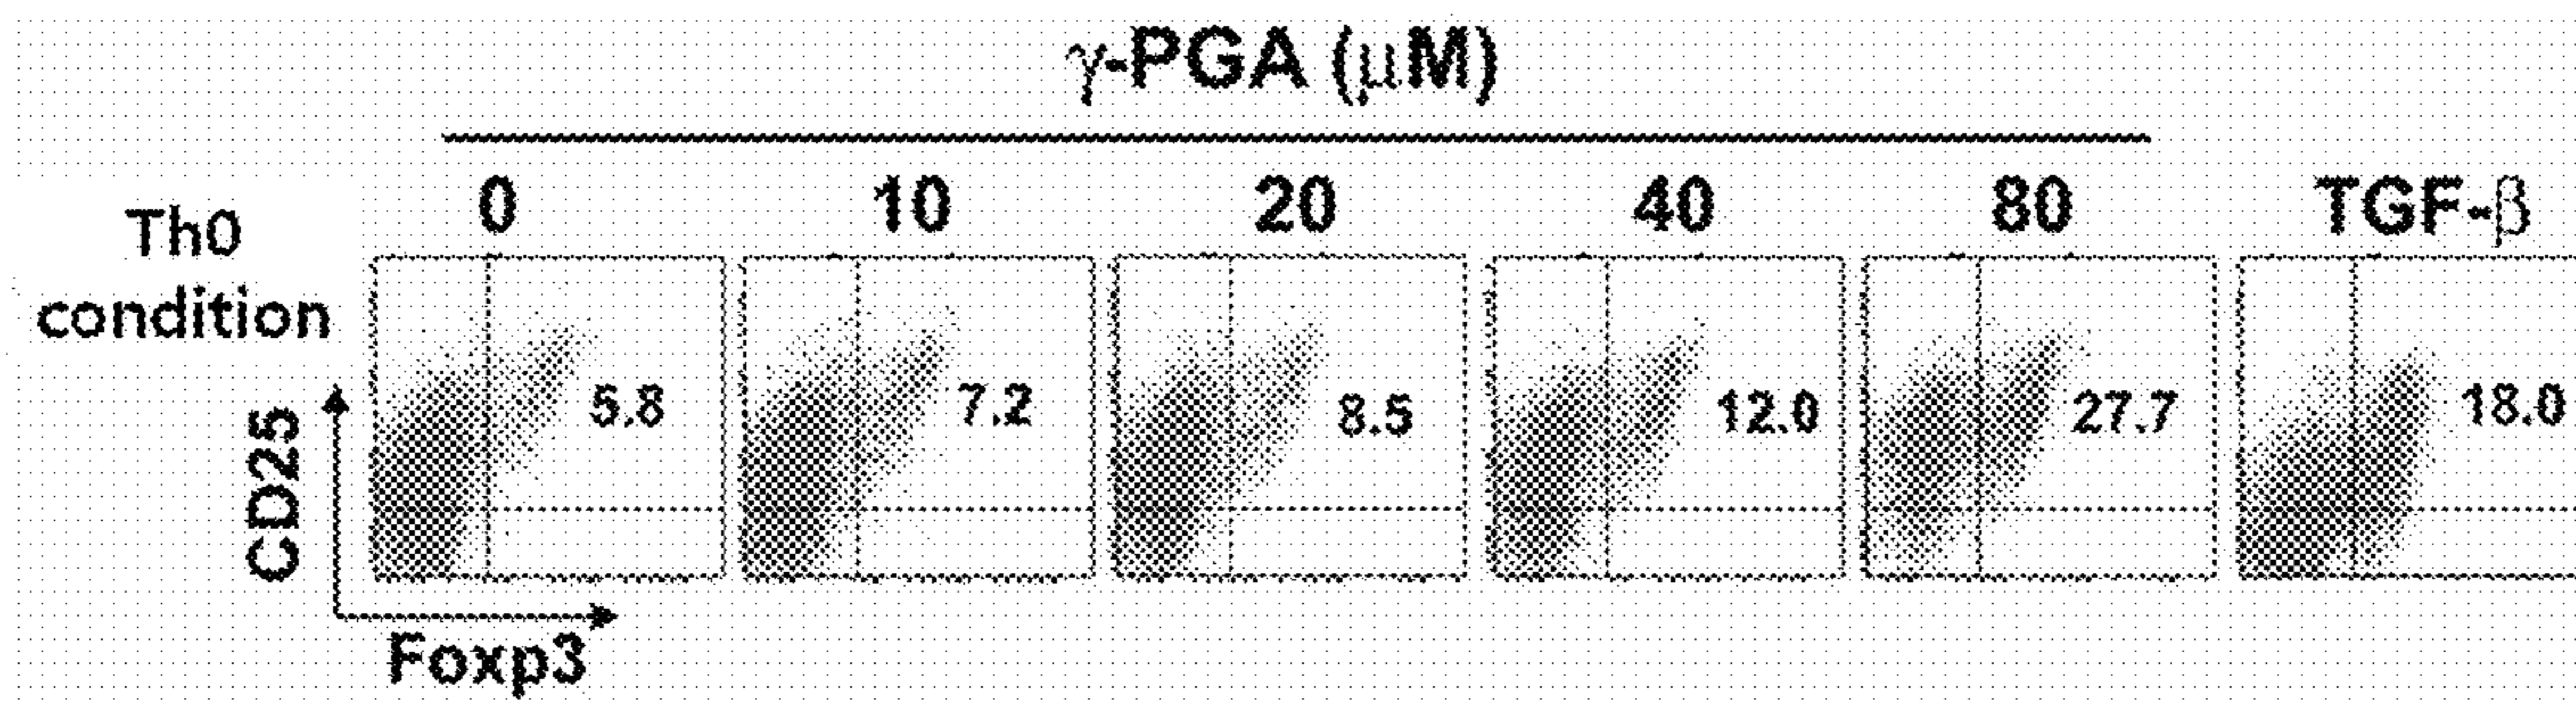 γ-PGA (μM)
0 10 20 40 80 TGF-β
Th0
condition
5.8 7.2 8.5 12.0 27.7 18.0
CD25
Foxp3